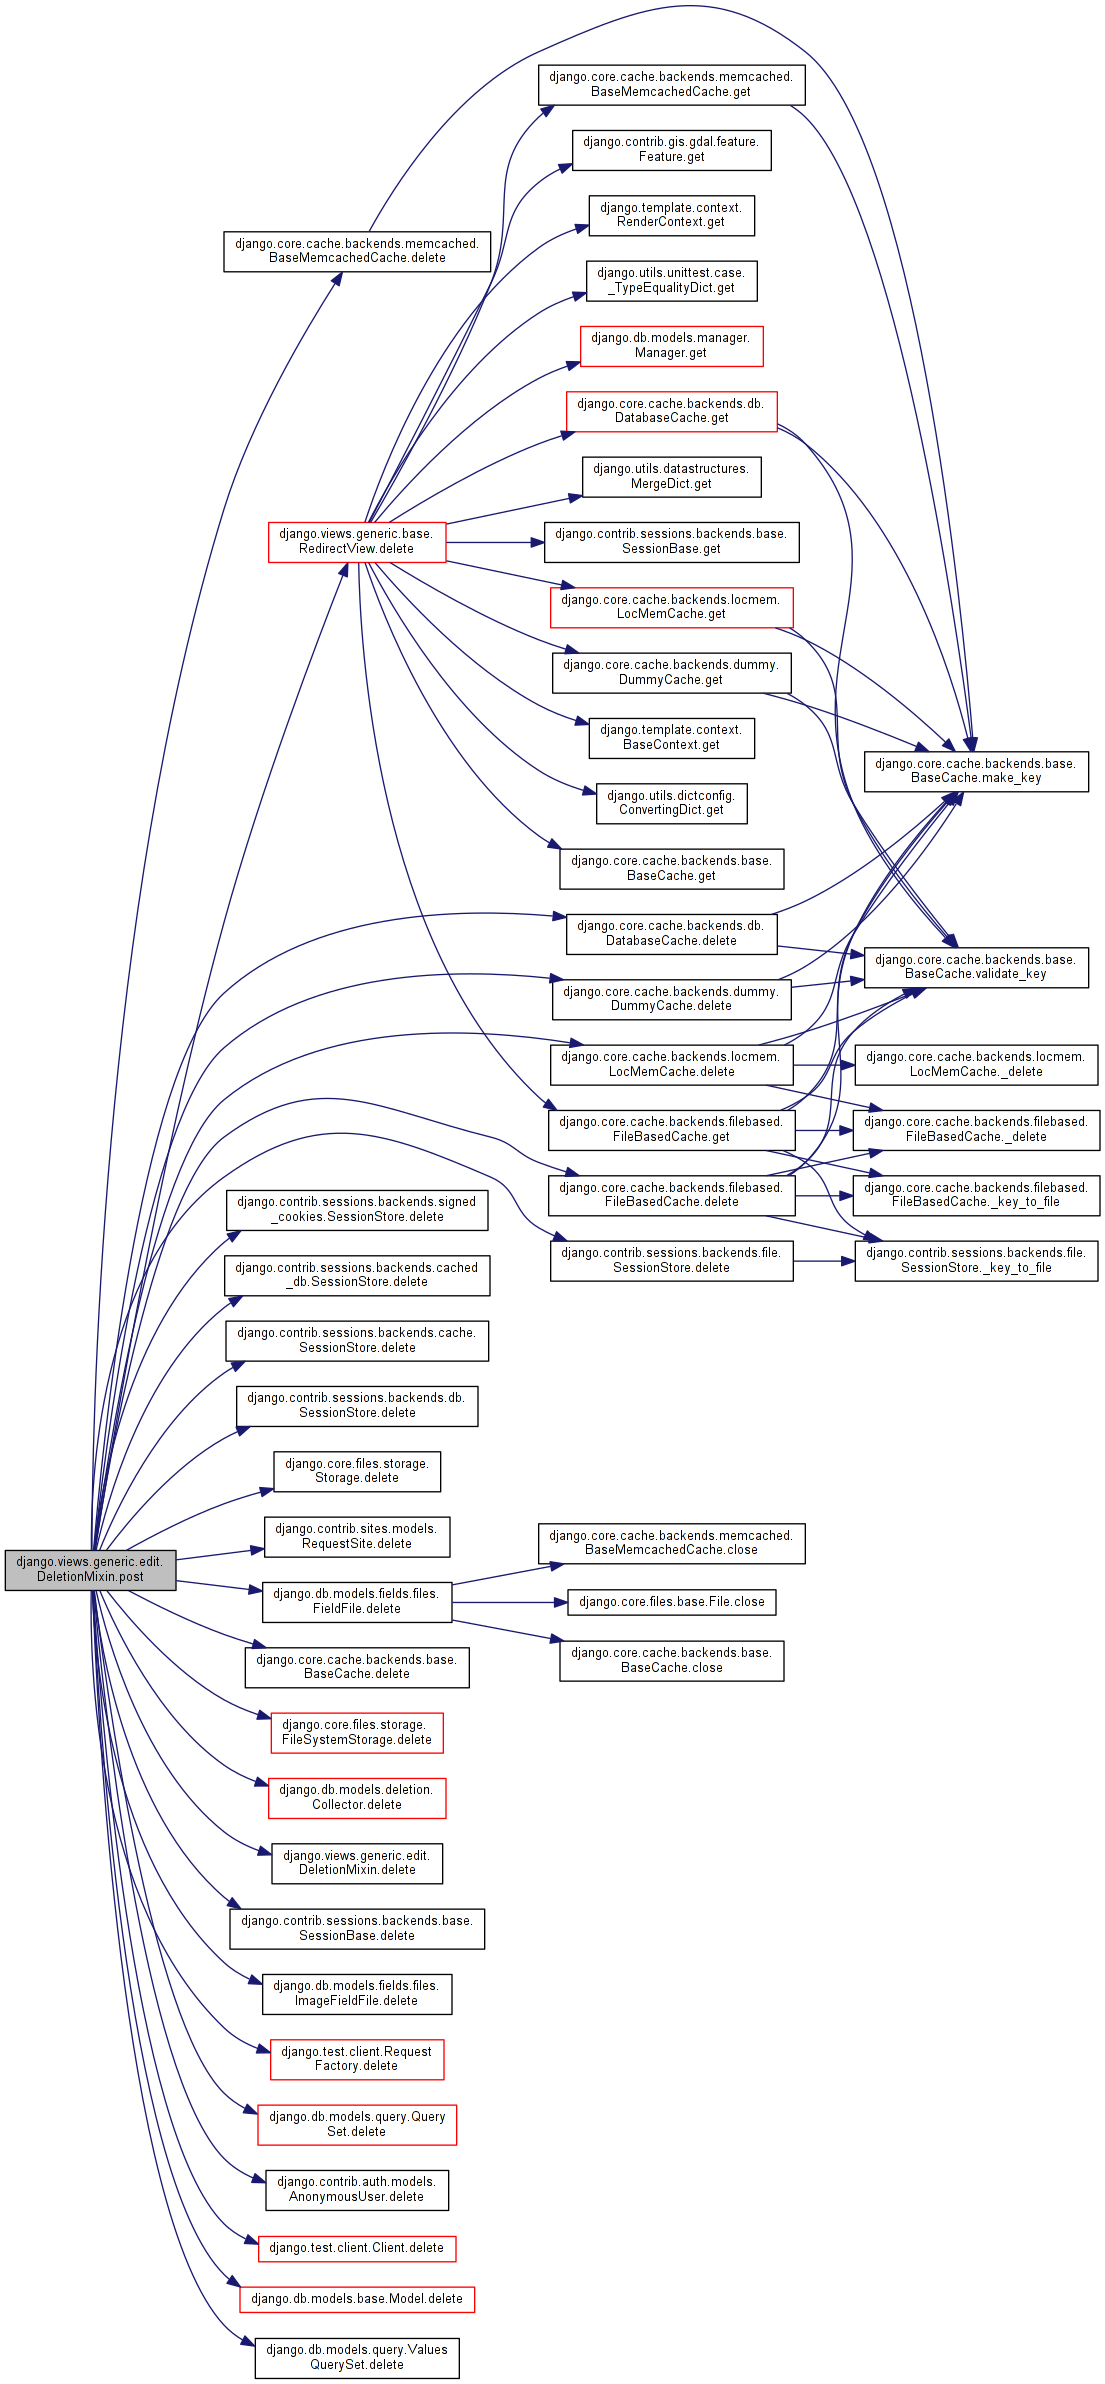 django.core.cache.backends.memcached.
BaseMemcachedCache.get
django.contrib.gis.gdal.feature.
Feature.get
django.template.context.
RenderContext.get
django.core.cache.backends.memcached.
BaseMemcachedCache.delete
django.utils.unittest.case.
_TypeEqualityDict.get
django.db.models.manager.
Manager.get
django.core.cache.backends.db.
DatabaseCache.get
django.utils.datastructures.
MergeDict.get
django.views.generic.base.
RedirectView.delete
django.contrib.sessions.backends.base.
SessionBase.get
django.core.cache.backends.locmem.
LocMemCache.get
django.core.cache.backends.dummy.
DummyCache.get
django.template.context.
BaseContext.get
django.core.cache.backends.base.
BaseCache.make_key
django.utils.dictconfig.
ConvertingDict.get
django.core.cache.backends.base.
BaseCache.get
django.core.cache.backends.db.
DatabaseCache.delete
django.core.cache.backends.base.
BaseCache.validate_key
django.core.cache.backends.dummy.
DummyCache.delete
django.core.cache.backends.locmem.
LocMemCache.delete
django.core.cache.backends.locmem.
LocMemCache._delete
django.core.cache.backends.filebased.
FileBasedCache.get
django.core.cache.backends.filebased.
FileBasedCache._delete
django.core.cache.backends.filebased.
FileBasedCache.delete
django.core.cache.backends.filebased.
FileBasedCache._key_to_file
django.contrib.sessions.backends.signed
_cookies.SessionStore.delete
django.contrib.sessions.backends.file.
SessionStore.delete
django.contrib.sessions.backends.file.
SessionStore._key_to_file
django.contrib.sessions.backends.cached
_db.SessionStore.delete
django.contrib.sessions.backends.cache.
SessionStore.delete
django.contrib.sessions.backends.db.
SessionStore.delete
django.core.files.storage.
Storage.delete
django.contrib.sites.models.
RequestSite.delete
django.core.cache.backends.memcached.
BaseMemcachedCache.close
django.views.generic.edit.
DeletionMixin.post
django.db.models.fields.files.
FieldFile.delete
django.core.files.base.File.close
django.core.cache.backends.base.
BaseCache.delete
django.core.cache.backends.base.
BaseCache.close
django.core.files.storage.
FileSystemStorage.delete
django.db.models.deletion.
Collector.delete
django.views.generic.edit.
DeletionMixin.delete
django.contrib.sessions.backends.base.
SessionBase.delete
django.db.models.fields.files.
ImageFieldFile.delete
django.test.client.Request
Factory.delete
django.db.models.query.Query
Set.delete
django.contrib.auth.models.
AnonymousUser.delete
django.test.client.Client.delete
django.db.models.base.Model.delete
django.db.models.query.Values
QuerySet.delete